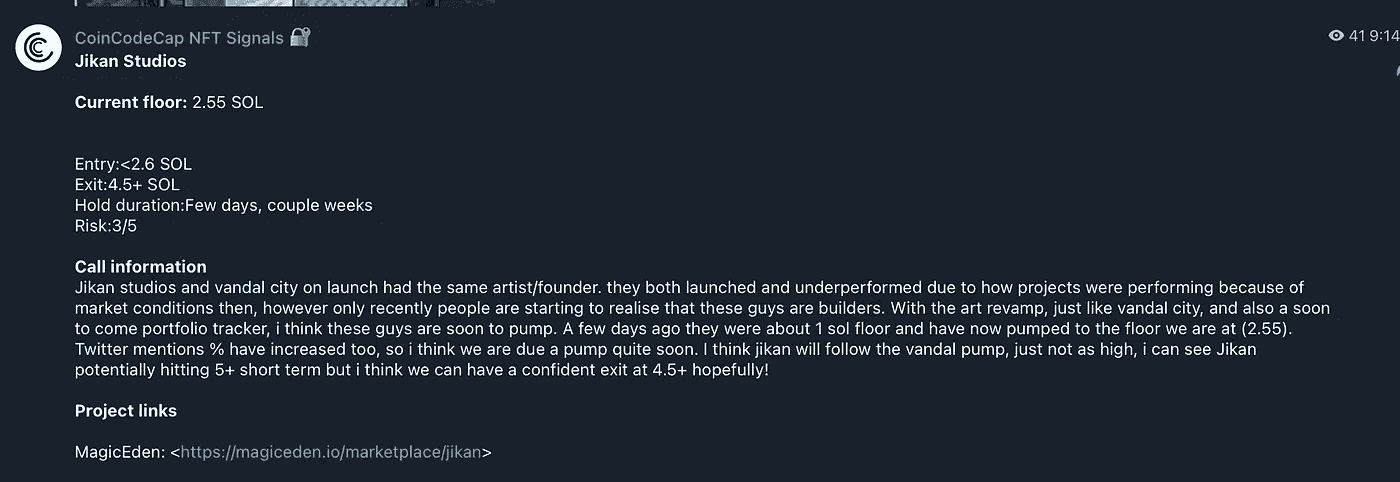 CoinCodeCap NFT Signals
41 9:14
Jikan Studios
Current floor: 2.55 SOL
Entry:<2.6 SOL
Exit:4.5+ SOL
Hold duration:Few days, couple weeks
Risk:3/5
Call information
Jikan studios and vandal city on launch had the same artist/founder. they both launched and underperformed due to how projects were performing because of
market conditions then, however only recently people are starting to realise that these guys are builders. With the art revamp, just like vandal city, and also a soon
to come portfolio tracker, i think these guys are soon to pump. A few days ago they were about 1 sol floor and have now pumped to the floor we are at (2.55).
Twitter mentions % have increased too, so i think we are due a pump quite soon. I think jikan will follow the vandal pump, just not as high, i can see Jikan
potentially hitting 5+ short term but i think we can have a confident exit at 4.5+ hopefully!
Project links
MagicEden: <https://magiceden.io/marketplace/jikan>